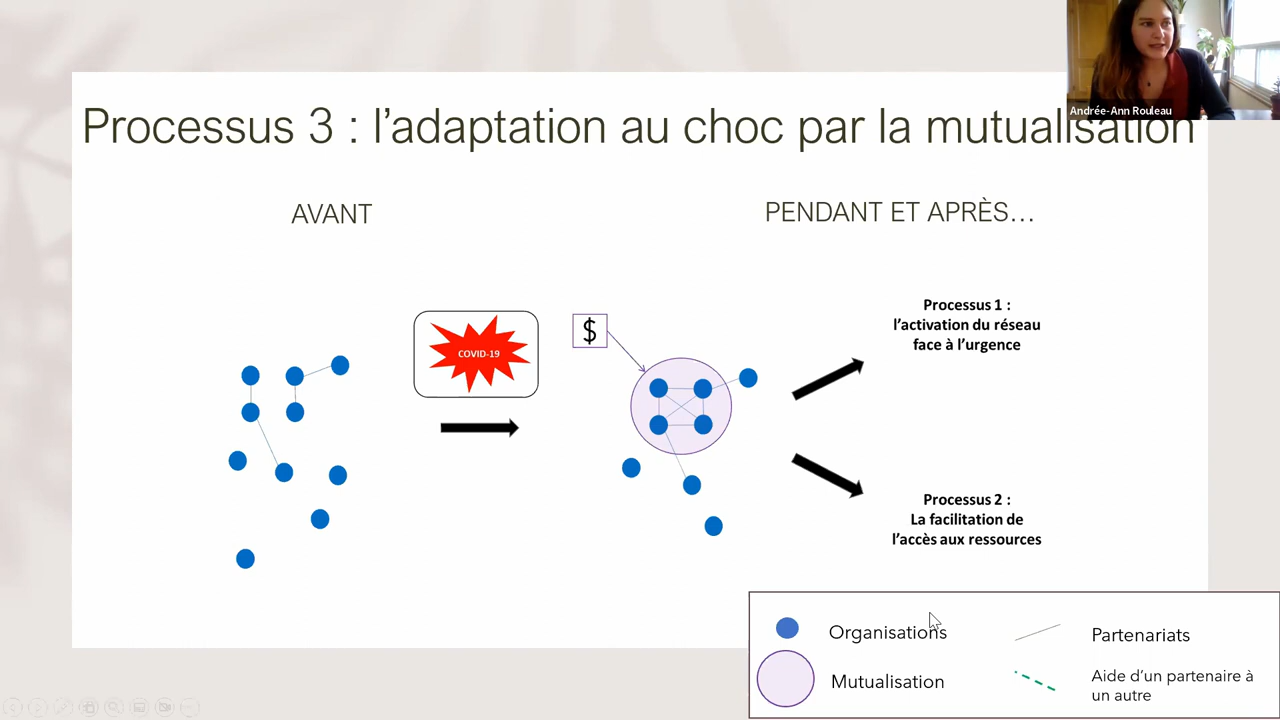 Andrée-Ann Rouleau
Processus 3 : l’adaptation au choc par la mutualisation
AVANT
PENDANT ET APRÈS…
COVID-19
$
Processus 1 :
l’activation du réseau
face à l’urgence
Processus 2 :
La facilitation de
l’accès aux ressources
Organisations
Partenariats
Mutualisation
Aide d’un partenaire à
un autre